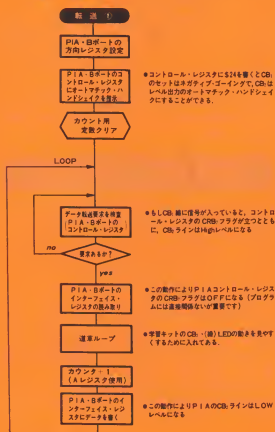 転送り
PIA・Bポートの
方向レジスタ設定
PIA・Bポートのコ
ントロール・レジスタ
にオートマチック・ハ
ンドシェイクを指示
●コントロール・レジスタに$24を書くとCB₁
のセットはネガティブ・ゴーイングで、CB₂は
レベル出力のオートマチック・ハンドシェイ
クにすることができる.
カウント用
定数クリア
LOOP
データ転送要求を検査
PIA・Bポートの
コントロール・レジスタ
●もしCB₁線に信号が入っていると、コントロ
ール・レジスタのCRB₇フラグが立つととも
に、CB₂ラインはHighレベルになる
no
要求あるか?
yes
PIA・Bポートの
インターフェイス・
レジスタの読み取り
●この動作によりPIAコントロール・レジス
タのCRB₇フラグはOFFになる(プログラ
ムには直接関係ないが重要です)
遅車ループ
●学習キットのCB₂・(線)LEDの動きを見やす
くするために入れてある.
カウンタ+1
(Aレジスタ使用)
PIA・Bポートのイ
ンターフェイス・レジ
スタにデータを書く
●この動作によりPIAのCB₂ラインはLOW
レベルになる